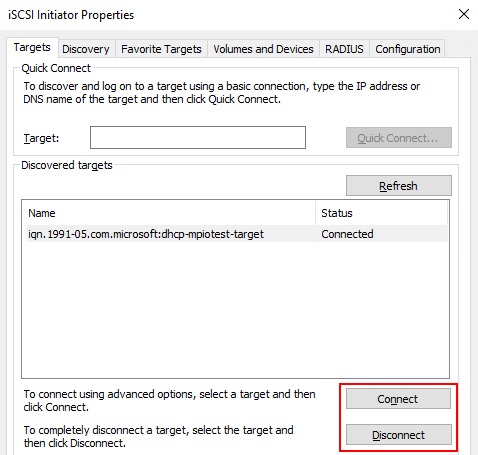 iSCSI Initiator Properties
Targets Discovery Favorite Targets Volumes and Devices RADIUS Configuration
Quick Connect
To discover and log on to a target using a basic connection, type the IP address or
DNS name of the target and then click Quick Connect.
Target: Quick Connect...
Discovered targets
Refresh
Name Status
iqn.1991-05.com.microsoft:dhcp-mpiotest-target Connected
To connect using advanced options, select a target and then
click Connect.
Connect
To completely disconnect a target, select the target and
then click Disconnect.
Disconnect